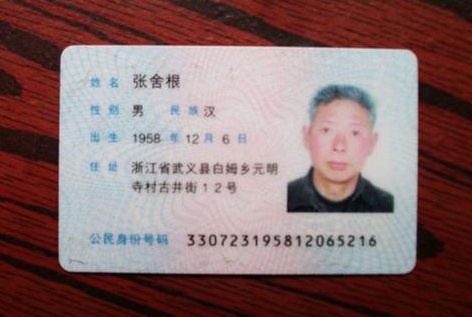 姓名 张舍根
性别 男 民族 汉
出生 1958 年 12 月 6 日
住址 浙江省武义县白姆乡元明
寺村古井街12号
公民身份号码 330723195812065216